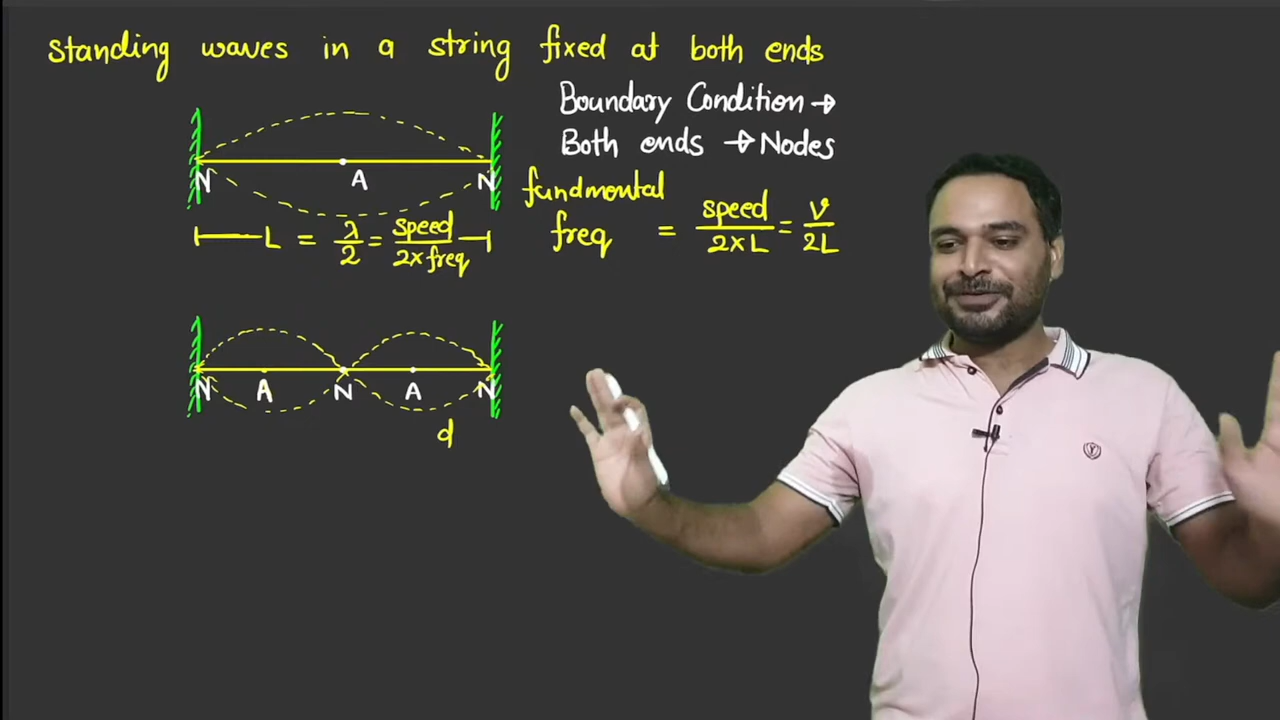 standing waves in a string fixed at both ends
Boundary Condition →
Both ends → Nodes
N A N
L = λ/2 = speed/2×freq
fundmental
freq = speed/2×L = v/2L
N A N A N
d